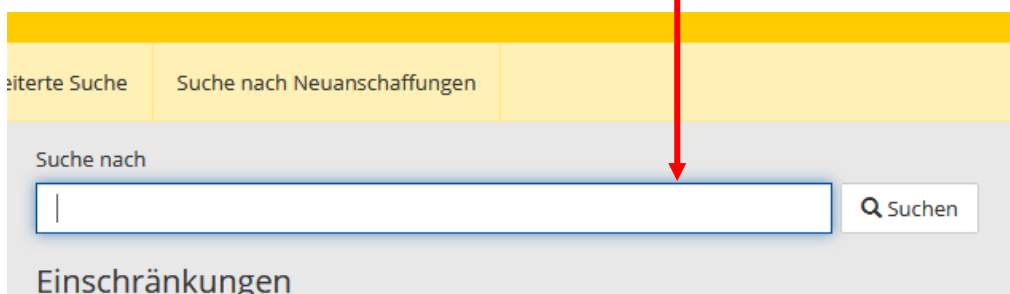 eiterte Suche Suche nach Neuanschaffungen
Suche nach
Suchen
Einschränkungen